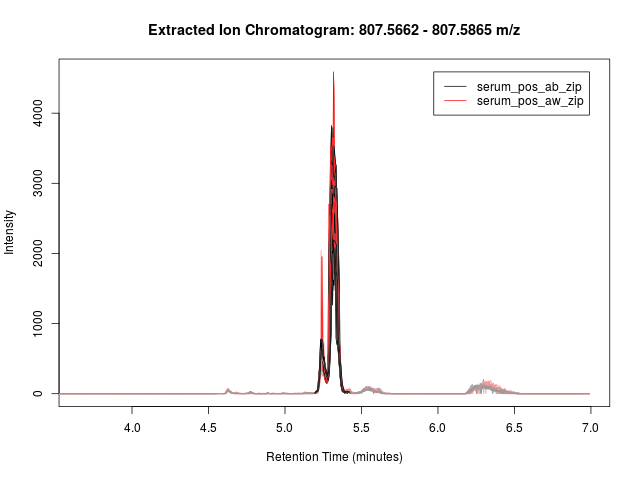 Extracted Ion Chromatogram: 807.5662 - 807.5865 m/z
serum_pos_ab_zip
serum_pos_aw_zip
Intensity
4000
3000
2000
1000
0
4.0 4.5 5.0 5.5 6.0 6.5 7.0
Retention Time (minutes)